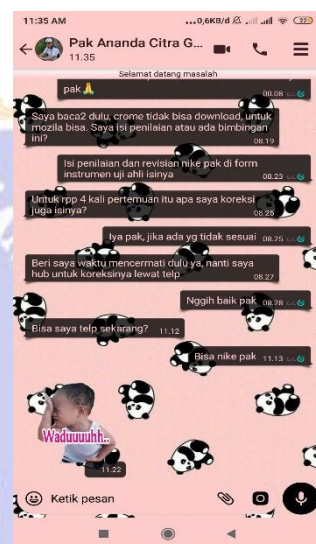 11:35 AM
...0,6KB/d
22
Pak Ananda Citra G...
11.35
Selamat datang masalah
pak🙏
00.08
Saya baca2 dulu, crome tidak bisa download, untuk
mozila bisa. Saya isi penilaian atau ada bimbingan
ini?
08.19
Isi penilaian dan revisian nike pak di form
instrumen uji ahli isinya
08.23
Untuk rpp 4 kali pertemuan itu apa saya koreksi
juga isinya?
08.25
Iya pak, jika ada yg tidak sesuai
08.25
Beri saya waktu mencermati dulu ya, nanti saya
hub untuk koreksinya lewat telp
08.27
Nggih baik pak
08.28
Bisa saya telp sekarang?
11.12
Bisa nike pak
11.13
Waduuuuhh..
11.22
Ketik pesan